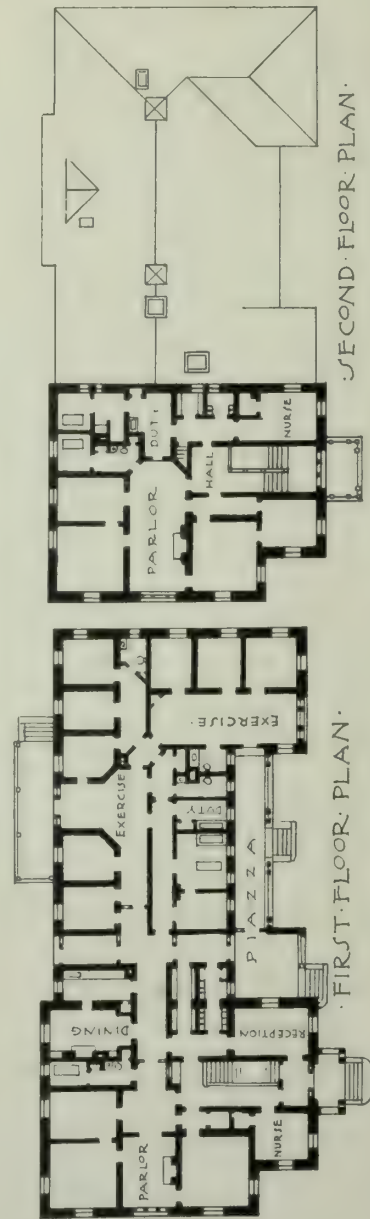 PARLOR
DUTY
HALL
NURSE
·SECOND·FLOOR·PLAN·
EXERCISE
EXERCISE·
DUTY
PIAZZA
DINING
RECEPTION
PARLOR
NURSE
·FIRST·FLOOR·PLAN·